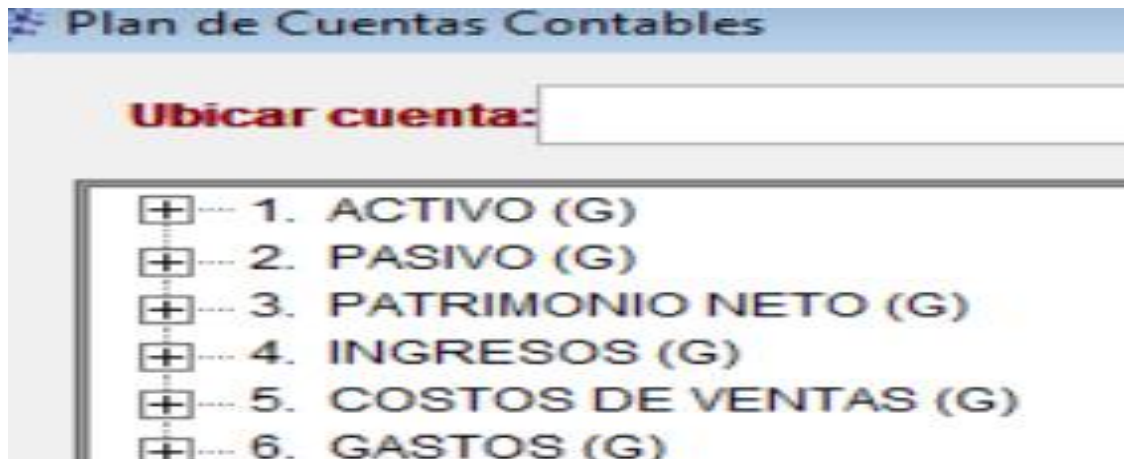 Plan de Cuentas Contables
Ubicar cuenta:
1. ACTIVO (G)
2. PASIVO (G)
3. PATRIMONIO NETO (G)
4. INGRESOS (G)
5. COSTOS DE VENTAS (G)
6. GASTOS (G)